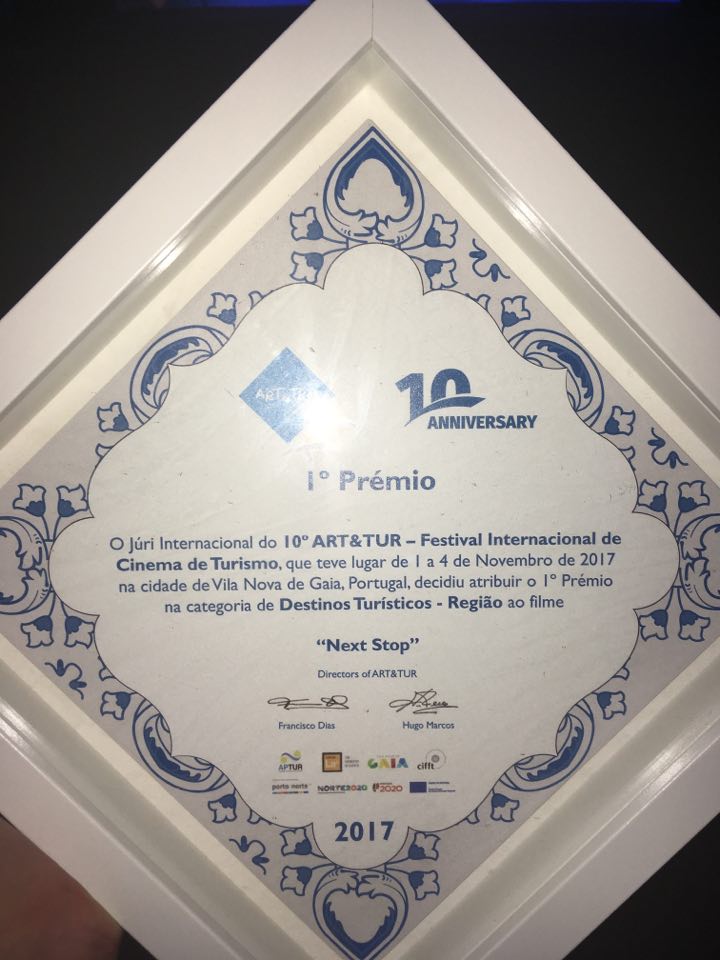 ART&TUR
10
ANNIVERSARY
1º Prémio
O Júri Internacional do 10º ART&TUR – Festival Internacional de
Cinema de Turismo, que teve lugar de 1 a 4 de Novembro de 2017
na cidade de Vila Nova de Gaia, Portugal, decidiu atribuir o 1º Prémio
na categoria de Destinos Turísticos - Região ao filme
“Next Stop”
Directors of ART&TUR
Francisco Dias Hugo Marcos
APTUR GAIA cifft
porto norte NORTE2020 2020
2017